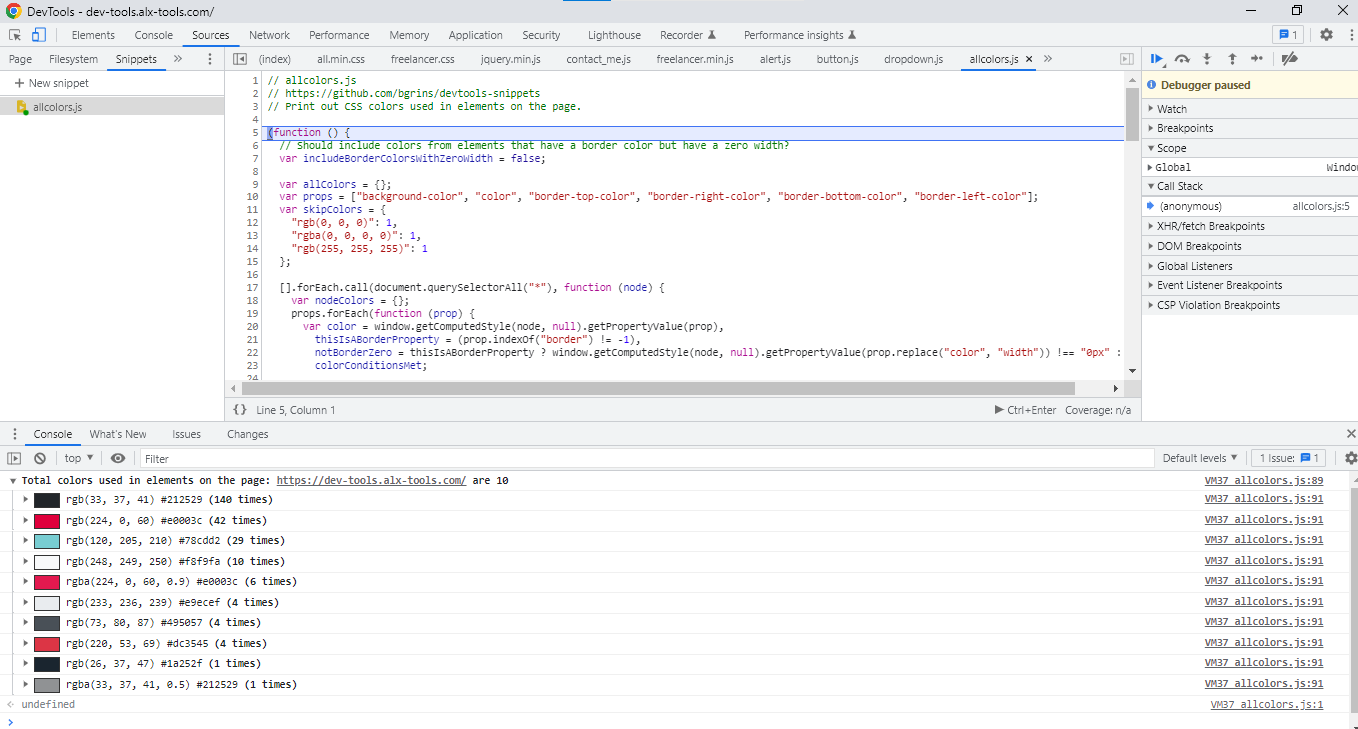 DevTools - dev-tools.alx-tools.com/
Elements Console Sources Network Performance Memory Application Security Lighthouse Recorder Performance insights 1
Page Filesystem Snippets »
(index) all.min.css freelancer.css jquery.min.js contact_me.js freelancer.min.js alert.js button.js dropdown.js allcolors.js × »
+ New snippet
allcolors.js
1 // allcolors.js
2 // https://github.com/bgrins/devtools-snippets
3 // Print out CSS colors used in elements on the page.
4
5 (function () {
6 // Should include colors from elements that have a border color but have a zero width?
7 var includeBorderColorsWithZeroWidth = false;
8
9 var allColors = {};
10 var props = ["background-color", "color", "border-top-color", "border-right-color", "border-bottom-color", "border-left-color"];
11 var skipColors = {
12 "rgb(0, 0, 0)": 1,
13 "rgba(0, 0, 0, 0)": 1,
14 "rgb(255, 255, 255)": 1
15 };
16
17 [].forEach.call(document.querySelectorAll("*"), function (node) {
18 var nodeColors = {};
19 props.forEach(function (prop) {
20 var color = window.getComputedStyle(node, null).getPropertyValue(prop),
21 thisIsABorderProperty = (prop.indexOf("border") != -1),
22 notBorderZero = thisIsABorderProperty ? window.getComputedStyle(node, null).getPropertyValue(prop.replace("color", "width")) !== "0px" :
23 colorConditionsMet;
24
{} Line 5, Column 1
Ctrl+Enter Coverage: n/a
Debugger paused
Watch
Breakpoints
Scope
Global Windo
Call Stack
(anonymous) allcolors.js:5
XHR/fetch Breakpoints
DOM Breakpoints
Global Listeners
Event Listener Breakpoints
CSP Violation Breakpoints
Console What's New Issues Changes
top Filter Default levels 1 Issue: 1
Total colors used in elements on the page: https://dev-tools.alx-tools.com/ are 10 VM37 allcolors.js:89
rgb(33, 37, 41) #212529 (140 times) VM37 allcolors.js:91
rgb(224, 0, 60) #e0003c (42 times) VM37 allcolors.js:91
rgb(120, 205, 210) #78cdd2 (29 times) VM37 allcolors.js:91
rgb(248, 249, 250) #f8f9fa (10 times) VM37 allcolors.js:91
rgba(224, 0, 60, 0.9) #e0003c (6 times) VM37 allcolors.js:91
rgb(233, 236, 239) #e9ecef (4 times) VM37 allcolors.js:91
rgb(73, 80, 87) #495057 (4 times) VM37 allcolors.js:91
rgb(220, 53, 69) #dc3545 (4 times) VM37 allcolors.js:91
rgb(26, 37, 47) #1a252f (1 times) VM37 allcolors.js:91
rgba(33, 37, 41, 0.5) #212529 (1 times) VM37 allcolors.js:91
undefined VM37 allcolors.js:1